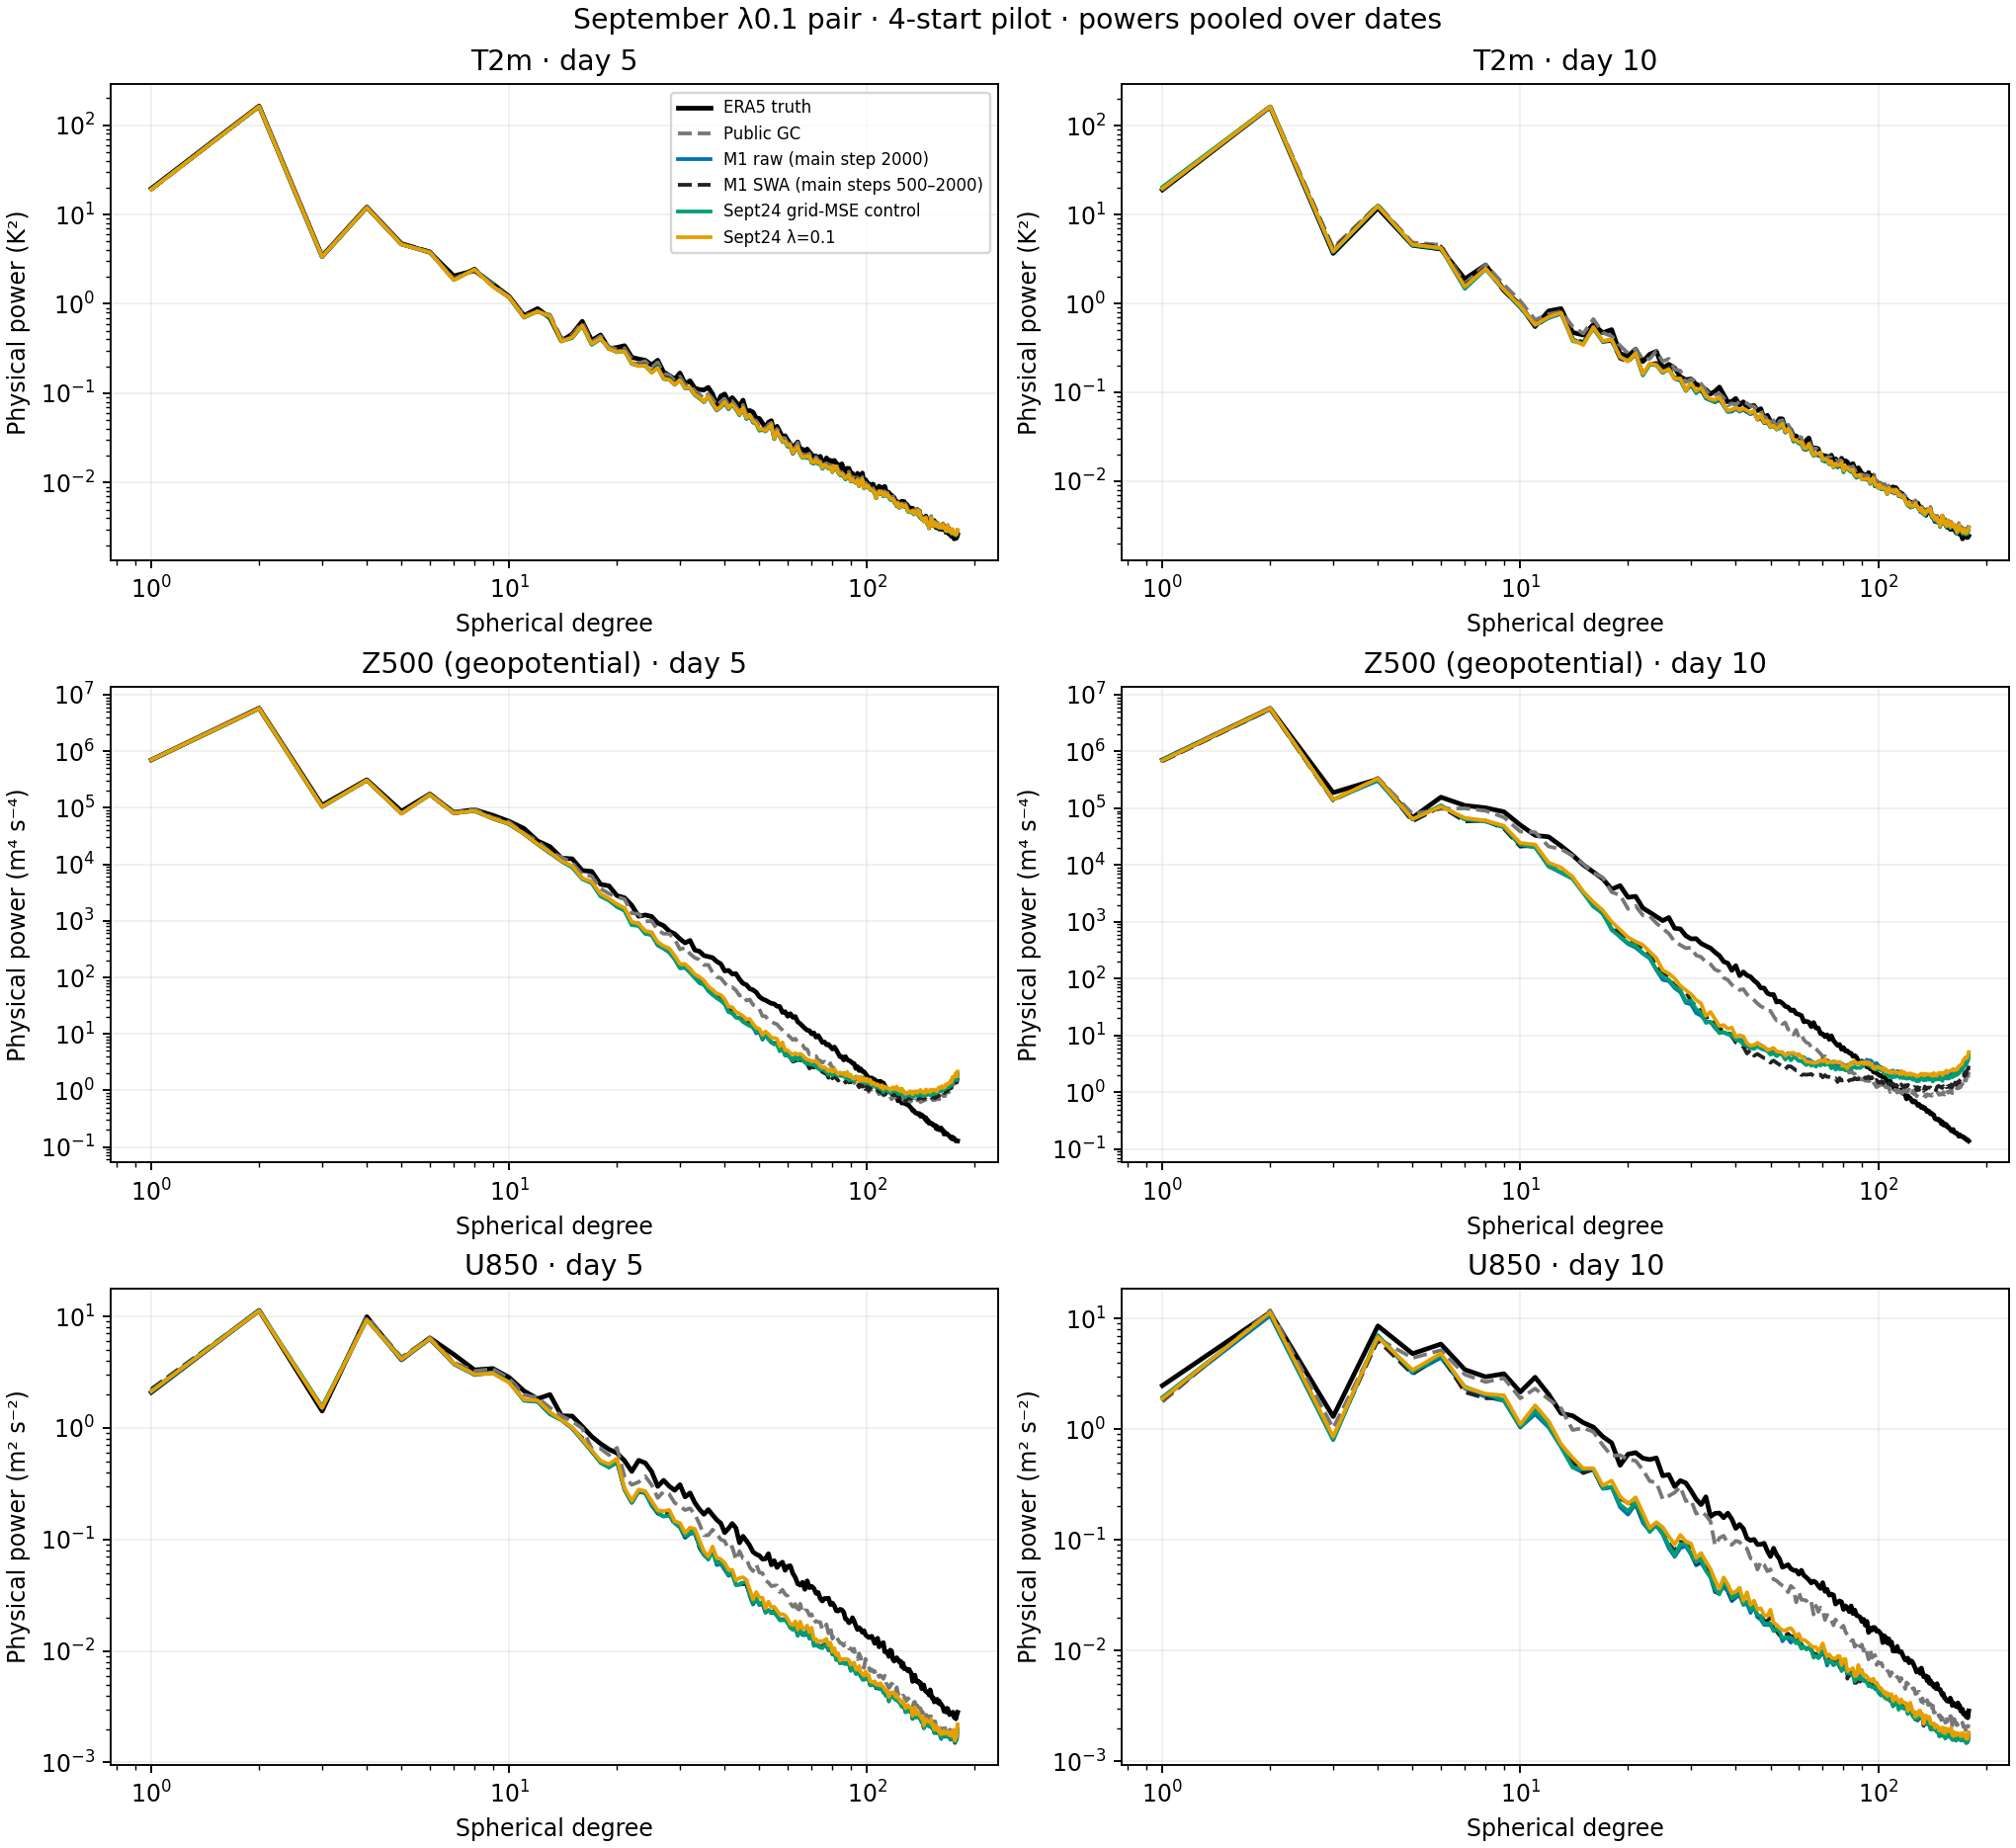 September λ0.1 pair · 4-start pilot · powers pooled over dates
T2m · day 5
Physical power (K²)
10²
10¹
10⁰
10⁻¹
10⁻²
ERA5 truth
Public GC
M1 raw (main step 2000)
M1 SWA (main steps 500–2000)
Sept24 grid-MSE control
Sept24 λ=0.1
10⁰ 10¹ 10²
Spherical degree
T2m · day 10
Physical power (K²)
10²
10¹
10⁰
10⁻¹
10⁻²
10⁰ 10¹ 10²
Spherical degree
Z500 (geopotential) · day 5
Physical power (m⁴ s⁻⁴)
10⁷
10⁶
10⁵
10⁴
10³
10²
10¹
10⁰
10⁻¹
10⁰ 10¹ 10²
Spherical degree
Z500 (geopotential) · day 10
Physical power (m⁴ s⁻⁴)
10⁷
10⁶
10⁵
10⁴
10³
10²
10¹
10⁰
10⁻¹
10⁰ 10¹ 10²
Spherical degree
U850 · day 5
Physical power (m² s⁻²)
10¹
10⁰
10⁻¹
10⁻²
10⁻³
10⁰ 10¹ 10²
Spherical degree
U850 · day 10
Physical power (m² s⁻²)
10¹
10⁰
10⁻¹
10⁻²
10⁻³
10⁰ 10¹ 10²
Spherical degree